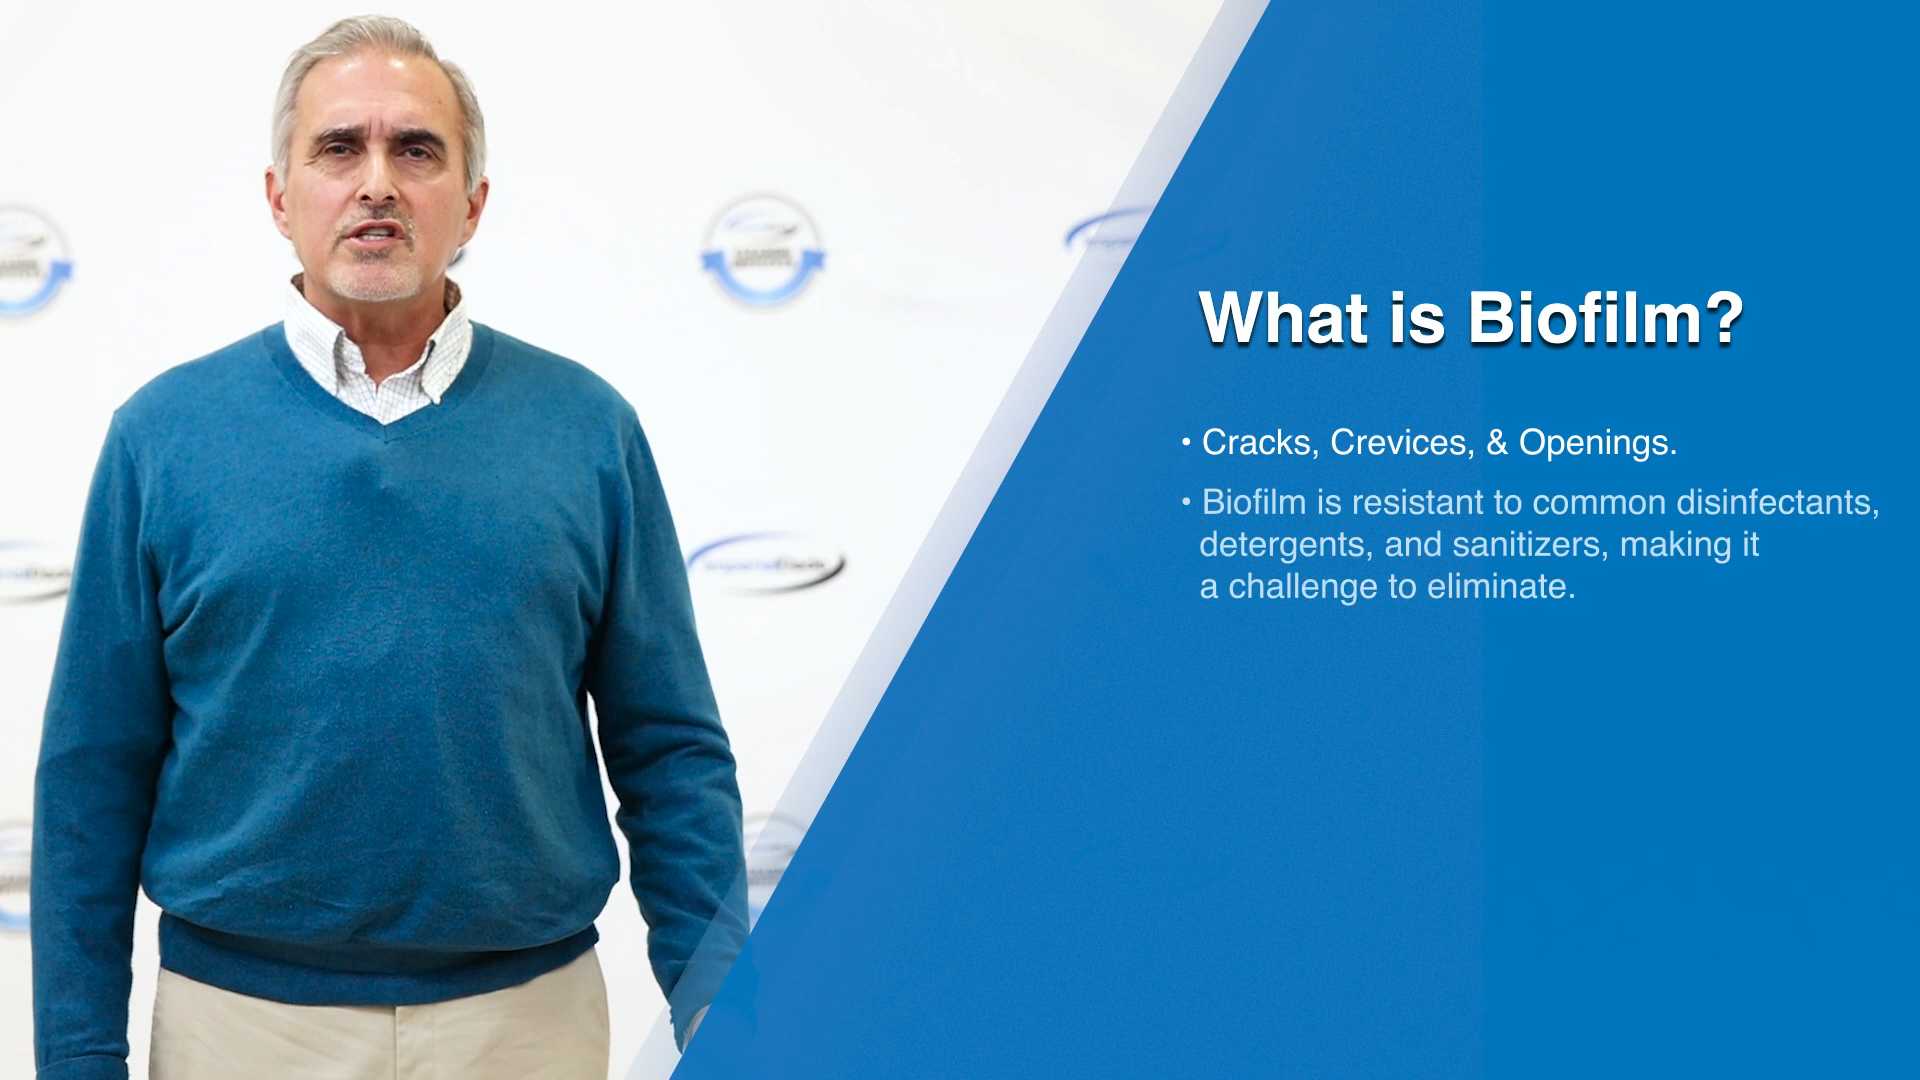 What is Biofilm?
• Cracks, Crevices, & Openings.
• Biofilm is resistant to common disinfectants,
detergents, and sanitizers, making it
a challenge to eliminate.